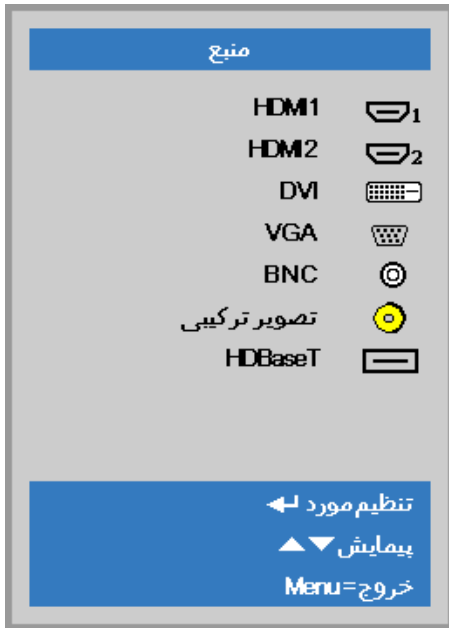 منبع
HDMI1
HDMI2
DVI
VGA
BNC
تصویر ترکیبی
HDBaseT
تنظیم مورد
پیمایش
خروج=Menu